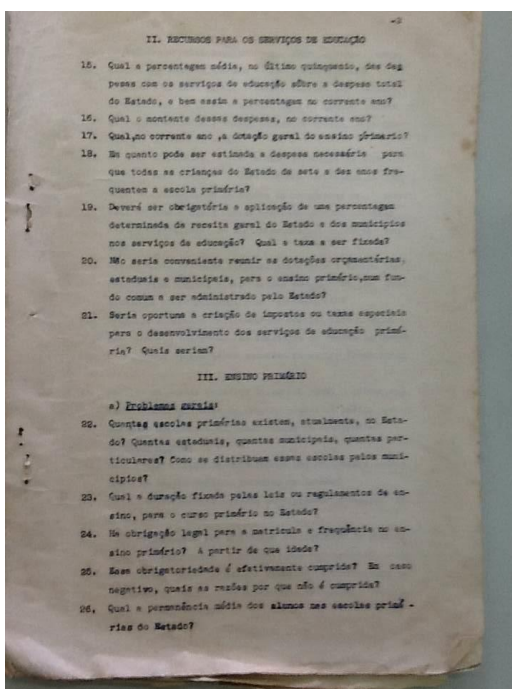 -2
II. RECURSOS PARA OS SERVIÇOS DE EDUCAÇÃO
15. Qual a percentagem média, no último quinquenio, das des
pesas com os serviços de educação sôbre a despesa total
do Estado, e bem assim a percentagem no corrente ano?
16. Qual o montante dessas despesas, no corrente ano?
17. Qual,no corrente ano ,a dotação geral do ensino primario?
18. Em quanto pode ser estimada a despesa necessária para
que todas as crianças do Estado de sete a dez anos fre-
quentem a escola primária?
19. Deverá ser obrigatória a aplicação de uma percentagem
determinada da receita geral do Estado e dos municipios
nos serviços de educação? Qual a taxa a ser fixada?
20. Não seria conveniente reunir as dotações orçamentárias,
estaduais e municipais, para o ensino primário,num fun-
do comum a ser administrado pelo Estado?
21. Seria oportuna a criação de impostos ou taxas especiais
para o desenvolvimento dos serviços de educação primá-
ria? Quais seriam?
III. ENSINO PRIMÁRIO
a) Problemas gerais:
22. Quantas escolas primárias existem, atualmente, no Esta-
do? Quantas estaduais, quantas municipais, quantas par-
ticulares? Como se distribuem essas escolas pelos muni-
cipios?
23. Qual a duração fixada pelas leis ou regulamentos de en-
sino, para o curso primário no Estado?
24. Ha obrigação legal para a matricula e frequência no en-
sino primário? A partir de que idade?
25. Essa obrigatoriedade é efetivamente cumprida? Em caso
negativo, quais as razões por que não é cumprida?
26. Qual a permanência média dos alunos nas escolas primá -
rias do Estado?